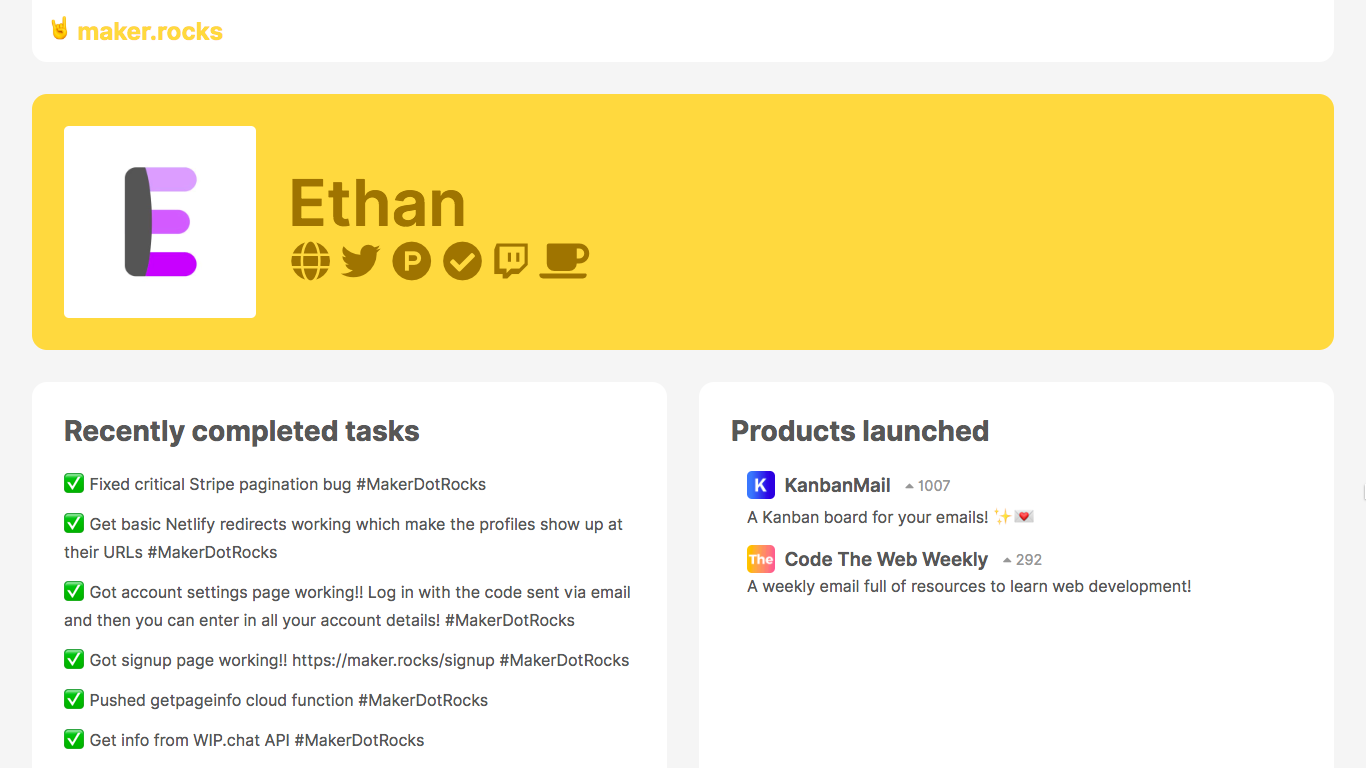 🤘 maker.rocks
E
Ethan
Recently completed tasks
✅ Fixed critical Stripe pagination bug #MakerDotRocks
✅ Get basic Netlify redirects working which make the profiles show up at
their URLs #MakerDotRocks
✅ Got account settings page working!! Log in with the code sent via email
and then you can enter in all your account details! #MakerDotRocks
✅ Got signup page working!! https://maker.rocks/signup #MakerDotRocks
✅ Pushed getpageinfo cloud function #MakerDotRocks
✅ Get info from WIP.chat API #MakerDotRocks
Products launched
K KanbanMail 1007
A Kanban board for your emails! ✨💌
The Code The Web Weekly 292
A weekly email full of resources to learn web development!